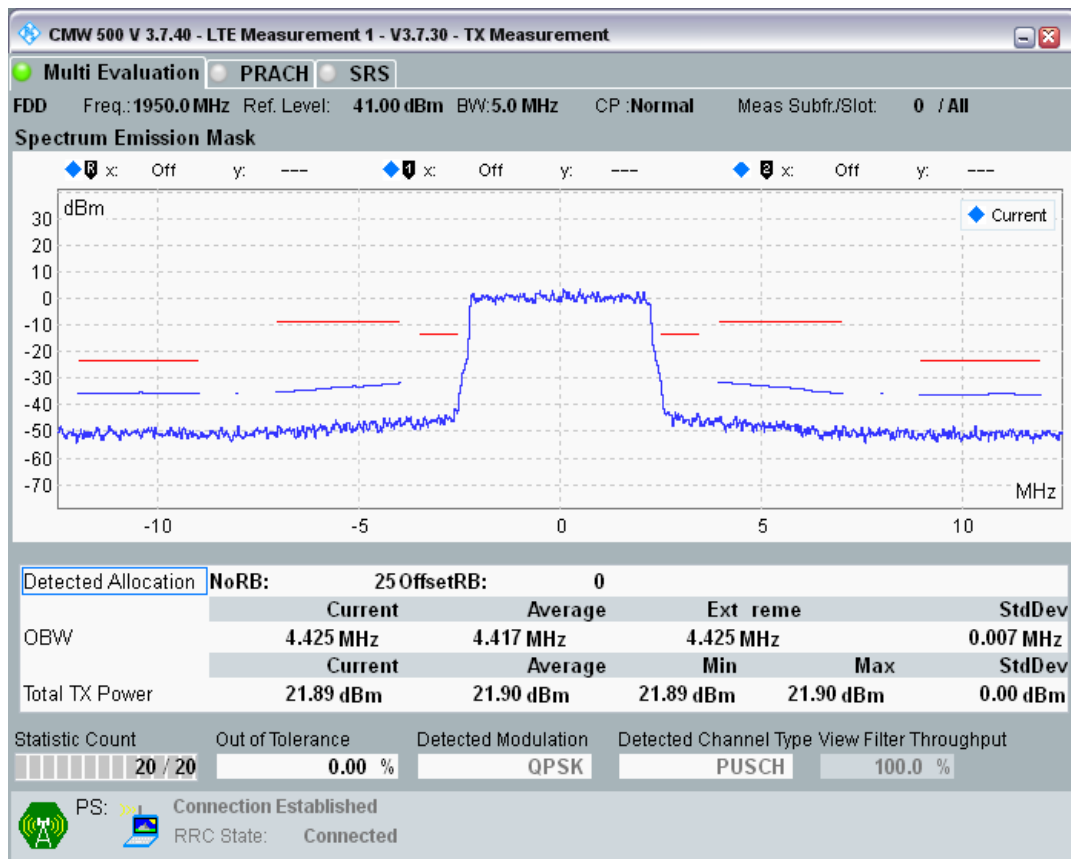 CMW 500 V 3.7.40 - LTE Measurement 1 - V3.7.30 - TX Measurement
Multi Evaluation PRACH SRS
FDD Freq.:1950.0 MHz Ref. Level: 41.00 dBm BW:5.0 MHz CP :Normal Meas Subfr./Slot: 0 / All
Spectrum Emission Mask
R x: Off y: --- 1 x: Off y: --- 2 x: Off y: ---
dBm
Current
30
20
10
0
-10
-20
-30
-40
-50
-60
-70
MHz
-10 -5 0 5 10
Detected Allocation NoRB: 25 OffsetRB: 0
Current Average Ext reme StdDev
OBW 4.425 MHz 4.417 MHz 4.425 MHz 0.007 MHz
Current Average Min Max StdDev
Total TX Power 21.89 dBm 21.90 dBm 21.89 dBm 21.90 dBm 0.00 dBm
Statistic Count Out of Tolerance Detected Modulation Detected Channel Type View Filter Throughput
20 / 20 0.00 % QPSK PUSCH 100.0 %
PS: Connection Established
RRC State: Connected